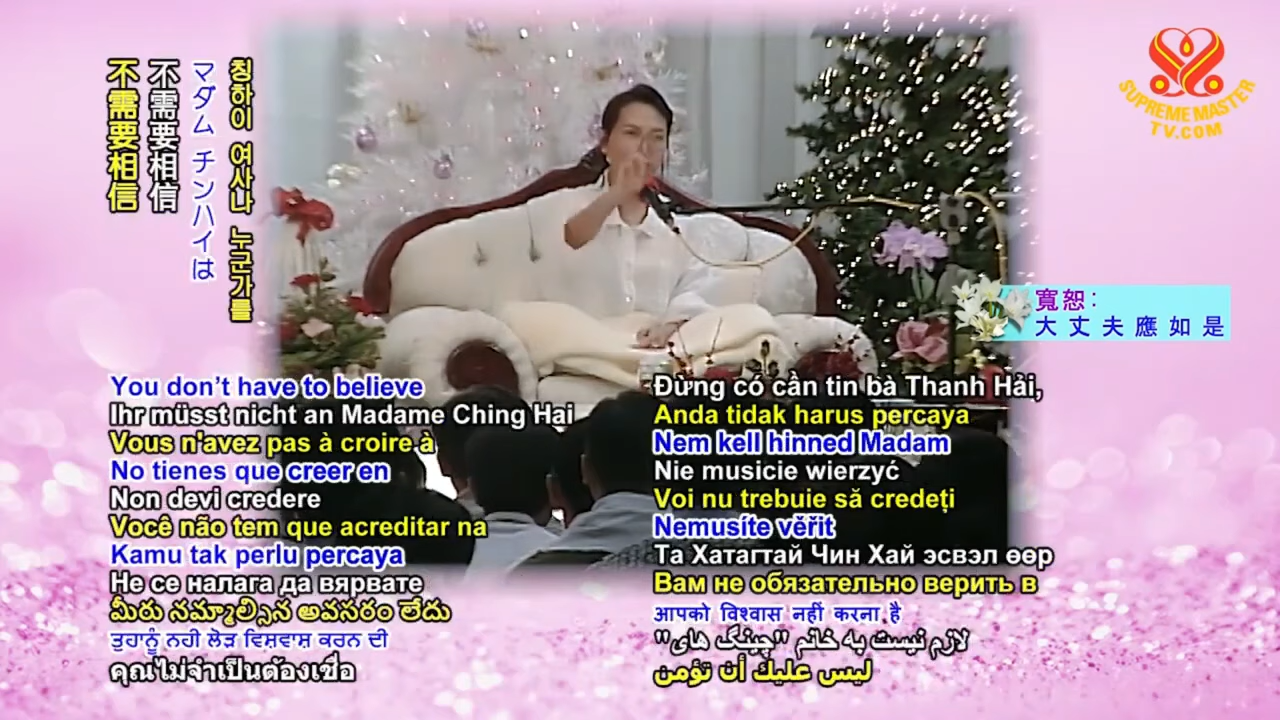 SUPREME MASTER
TV.COM
칭하이 여사나 누군가를
マダム チンハイは
不需要相信
不需要相信
寬恕：
大丈夫應如是
You don't have to believe
Ihr müsst nicht an Madame Ching Hai
Vous n'avez pas à croire à
No tienes que creer en
Non devi credere
Você não tem que acreditar na
Kamu tak perlu percaya
Не се налага да вярвате
మీరు నమ్మాల్సిన అవసరం లేదు
ਤੁਹਾਨੂੰ ਨਹੀ ਲੋੜ ਵਿਸ਼ਵਾਸ਼ ਕਰਨ ਦੀ
คุณไม่จำเป็นต้องเชื่อ
Đừng có cần tin bà Thanh Hải,
Anda tidak harus percaya
Nem kell hinned Madam
Nie musicie wierzyć
Voi nu trebuie să credeți
Nemusíte věřit
Та Хатагтай Чин Хай эсвэл өөр
Вам не обязательно верить в
आपको विश्वास नहीं करना है
لازم نیست به خانم "چینگ های"
ليس عليك أن تؤمن